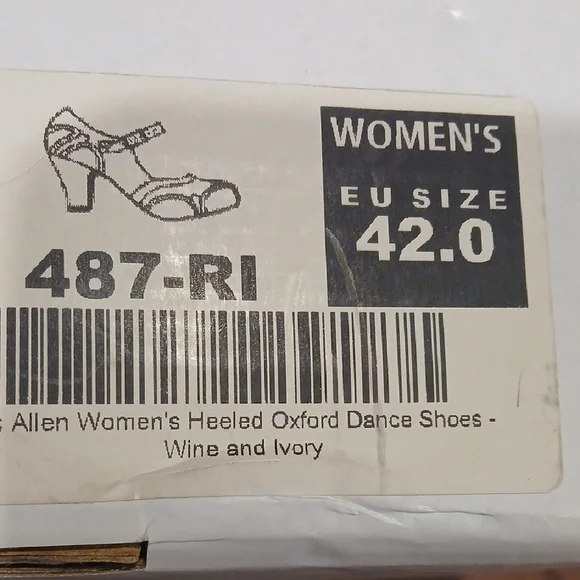 WOMEN'S
EU SIZE
42.0
487-RI
Allen Women's Heeled Oxford Dance Shoes -
Wine and Ivory